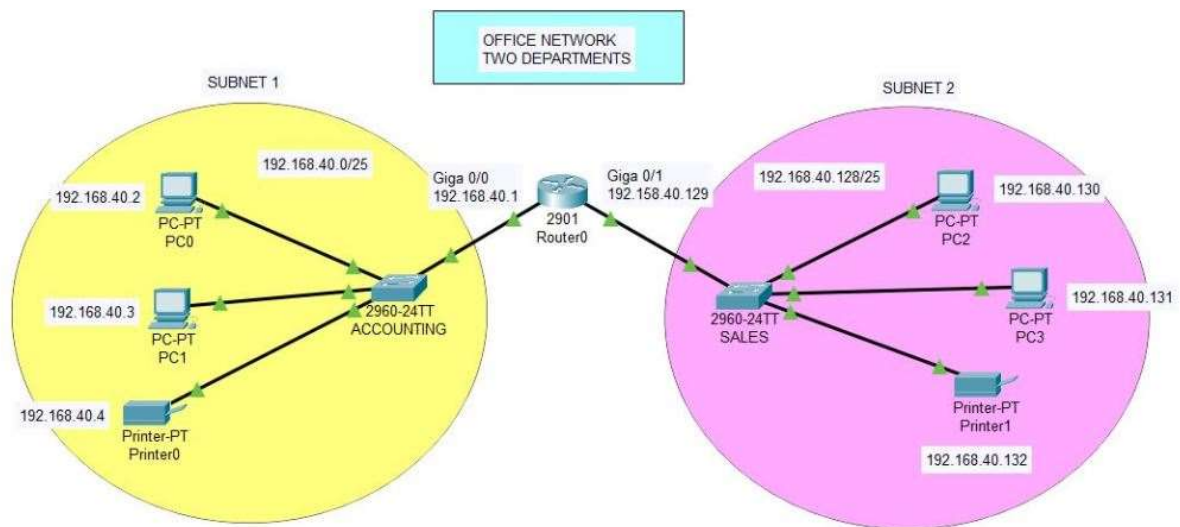 OFFICE NETWORK
TWO DEPARTMENTS
SUBNET 1
192.168.40.0/25
192.168.40.2
PC-PT
PC0
192.168.40.3
PC-PT
PC1
192.168.40.4
Printer-PT
Printer0
2960-24TT
ACCOUNTING
Giga 0/0
192.168.40.1
2901
Router0
Giga 0/1
192.158.40.129
SUBNET 2
192.168.40.128/25
2960-24TT
SALES
192.168.40.130
PC-PT
PC2
192.168.40.131
PC-PT
PC3
Printer-PT
Printer1
192.168.40.132